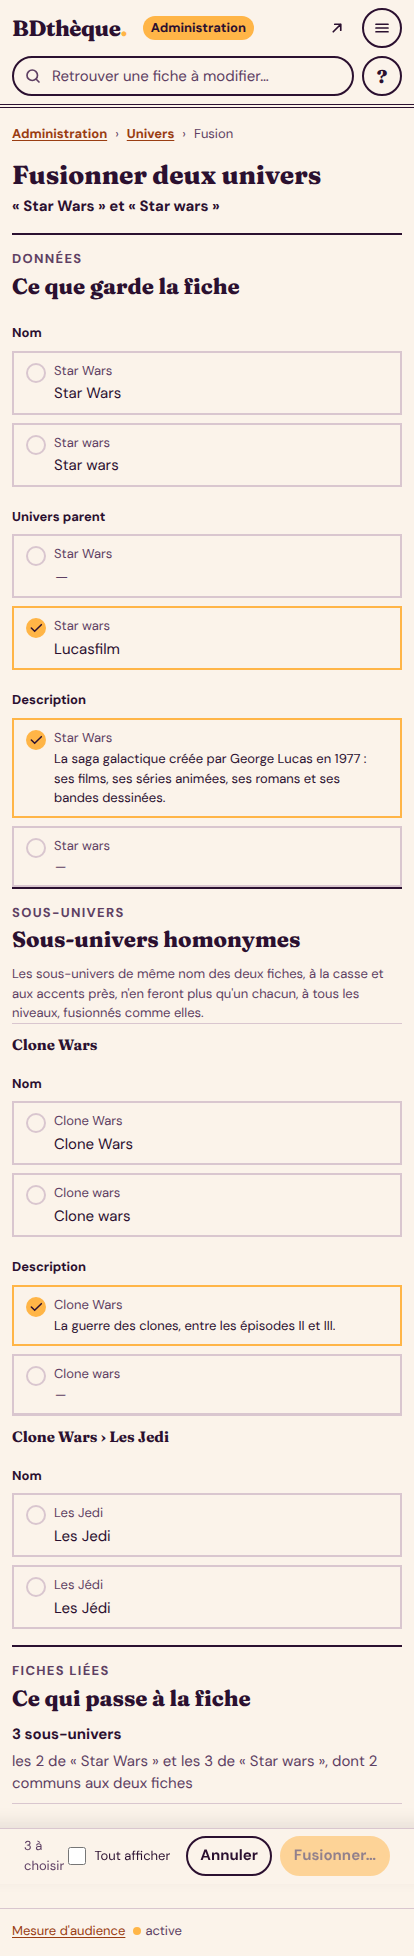 BDthèque. Administration
Retrouver une fiche à modifier... ?
Administration › Univers › Fusion
Fusionner deux univers
« Star Wars » et « Star wars »
DONNÉES
Ce que garde la fiche
Nom
Star Wars
Star Wars
Star wars
Star wars
Univers parent
Star Wars
—
Star wars
Lucasfilm
Description
Star Wars
La saga galactique créée par George Lucas en 1977 :
ses films, ses séries animées, ses romans et ses
bandes dessinées.
Star wars
—
SOUS-UNIVERS
Sous-univers homonymes
Les sous-univers de même nom des deux fiches, à la casse et
aux accents près, n'en feront plus qu'un chacun, à tous les
niveaux, fusionnés comme elles.
Clone Wars
Nom
Clone Wars
Clone Wars
Clone wars
Clone wars
Description
Clone Wars
La guerre des clones, entre les épisodes II et III.
Clone wars
—
Clone Wars › Les Jedi
Nom
Les Jedi
Les Jedi
Les Jédi
Les Jédi
FICHES LIÉES
Ce qui passe à la fiche
3 sous-univers
les 2 de « Star Wars » et les 3 de « Star wars », dont 2
communs aux deux fiches
3 à
choisir
Tout afficher
Annuler
Fusionner...
Mesure d'audience active